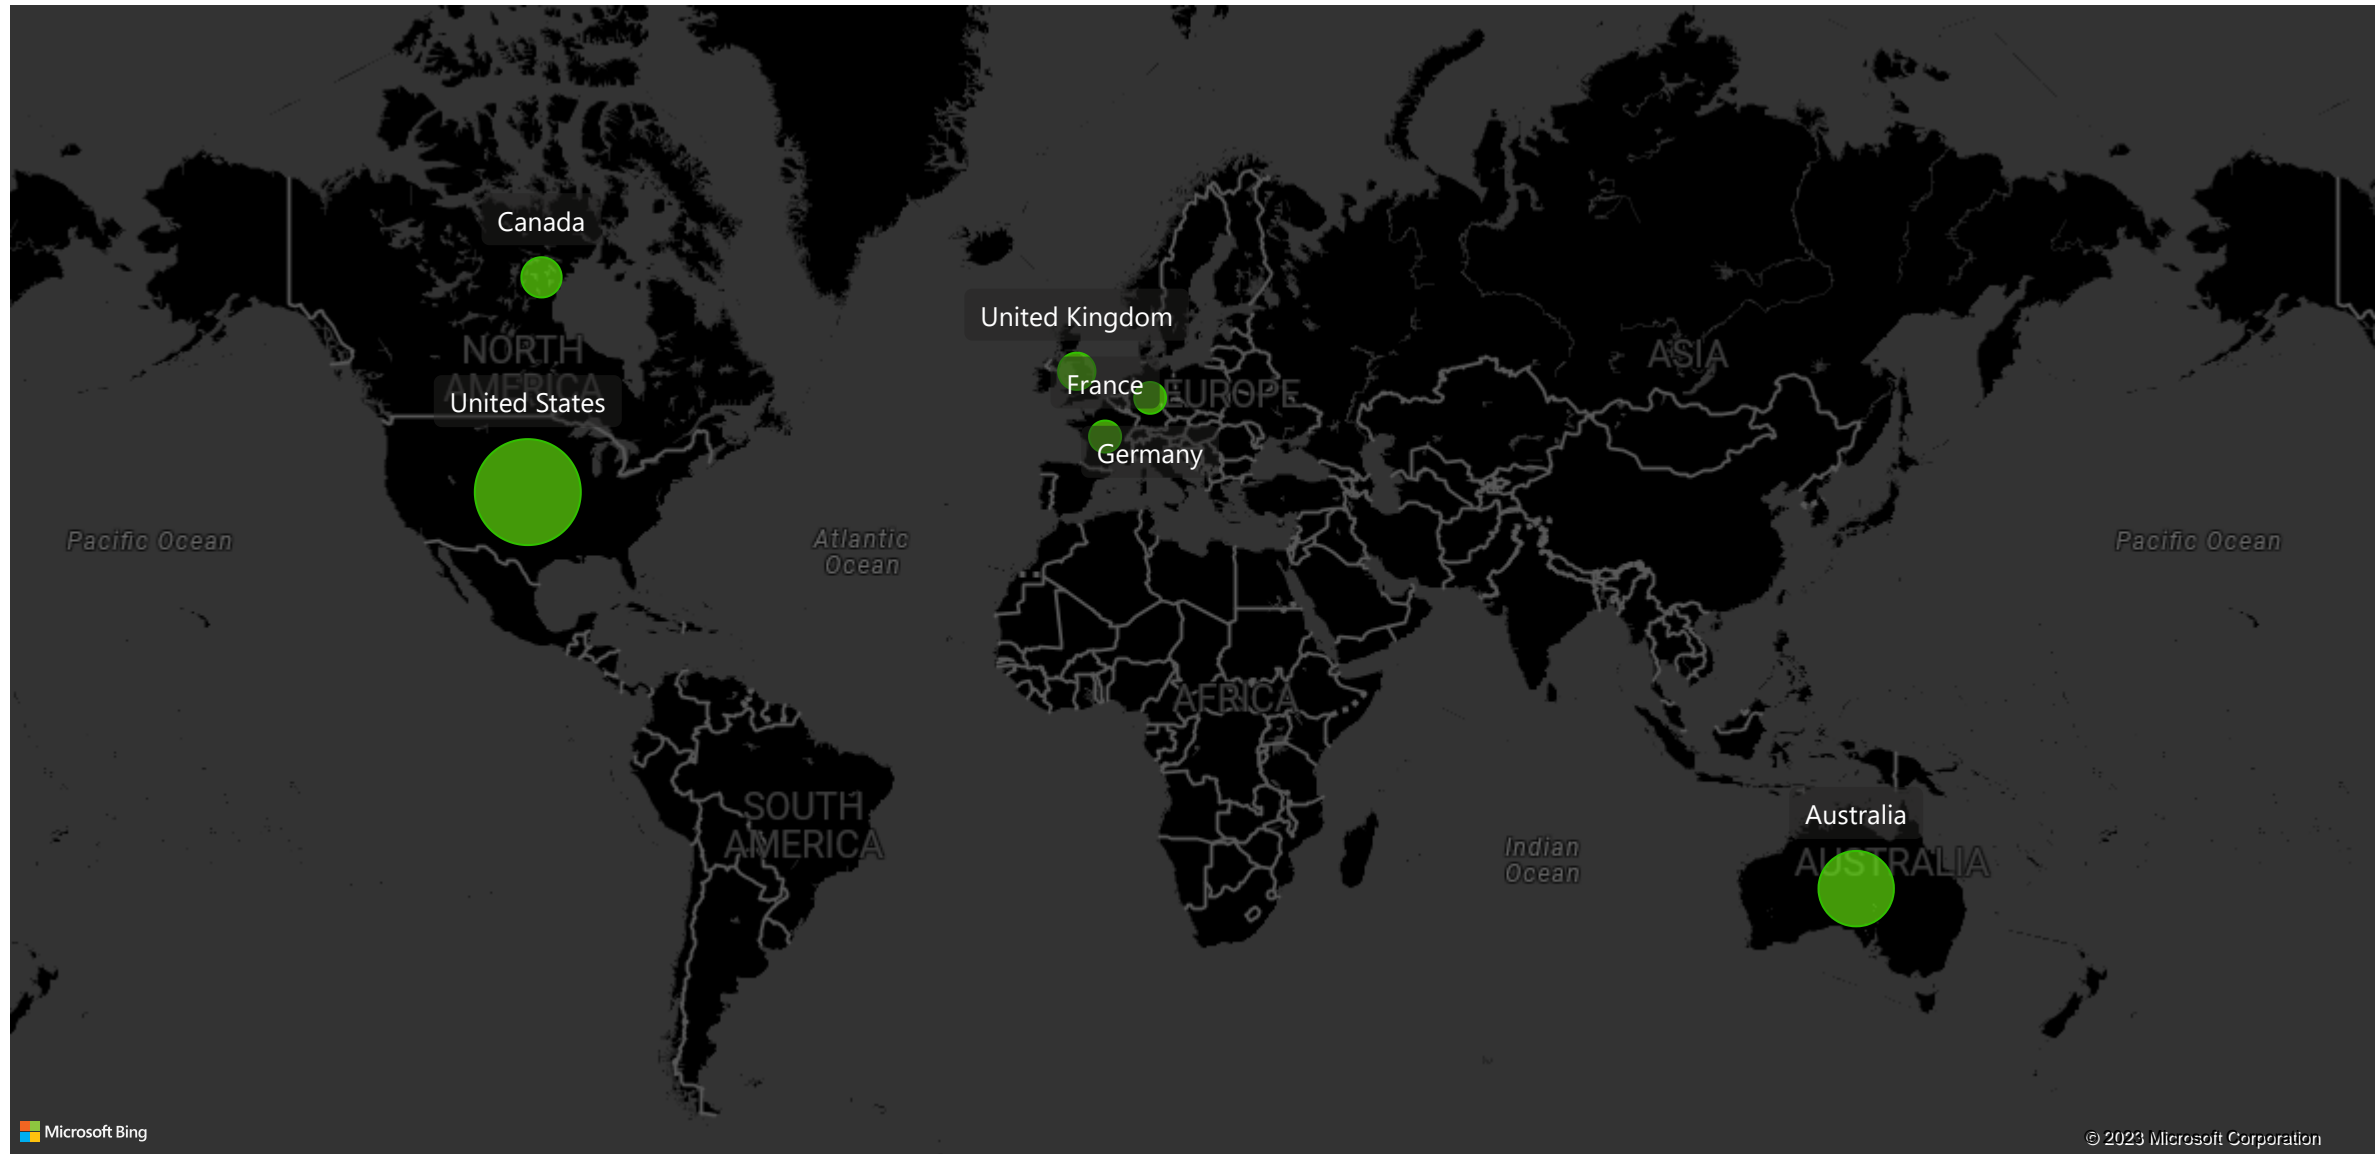 Canada
United Kingdom
NORTH
AMERICA
ASIA
France
EUROPE
United States
Germany
Pacific Ocean
Atlantic
Ocean
Pacific Ocean
AFRICA
SOUTH
AMERICA
Australia
Indian
Ocean
AUSTRALIA
Microsoft Bing
© 2023 Microsoft Corporation